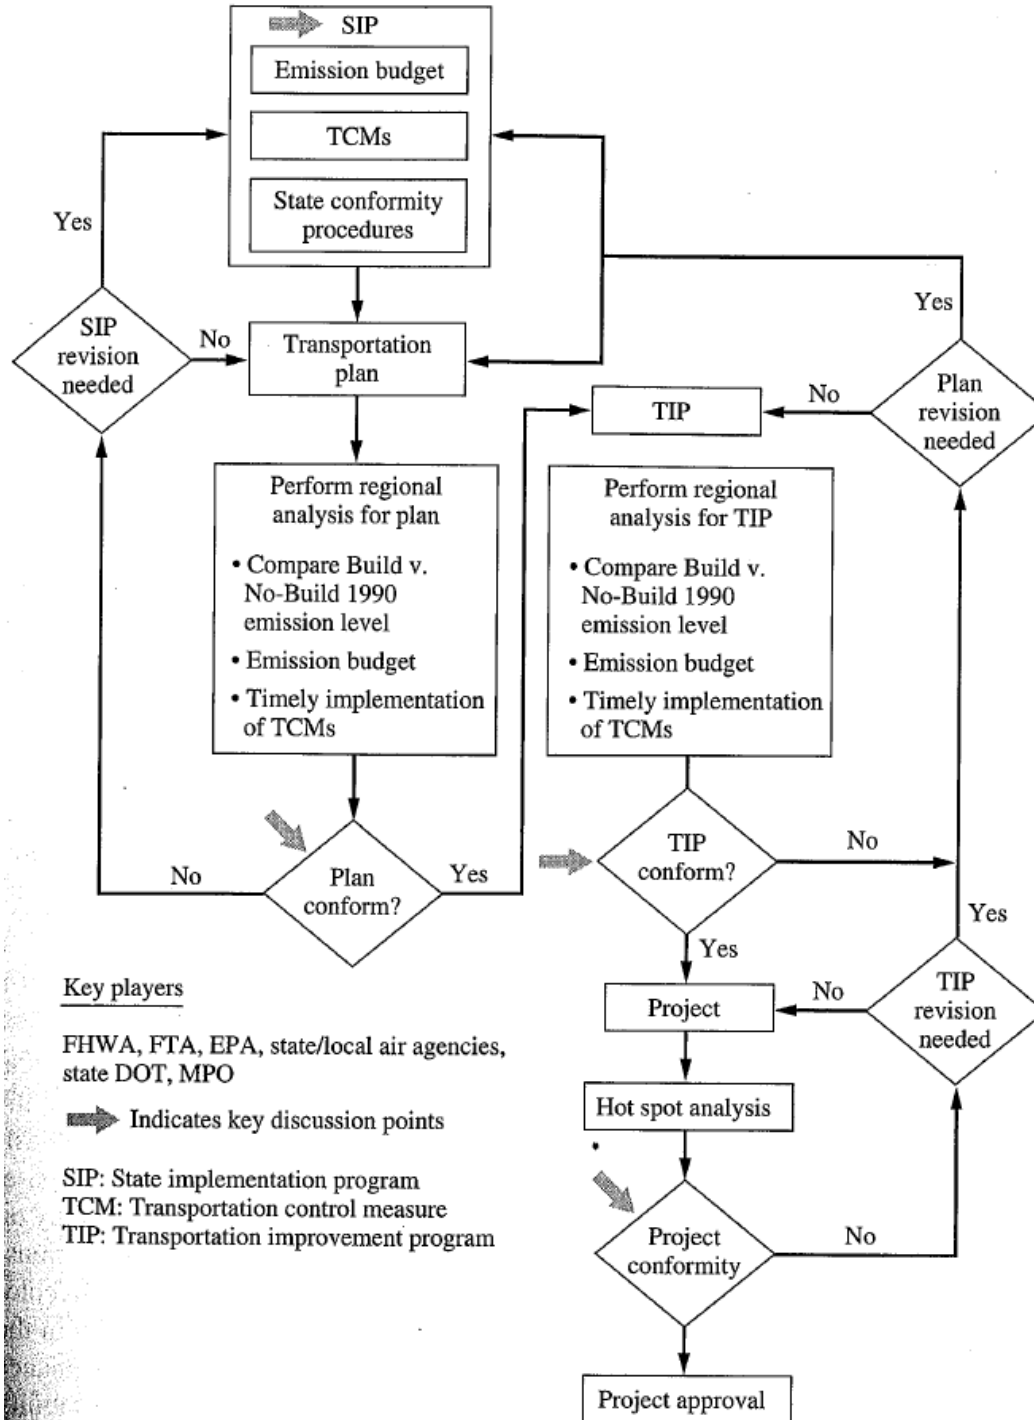 SIP
Emission budget
TCMs
State conformity
procedures
Yes
SIP
revision
needed
No
Transportation
plan
Yes
Plan
revision
needed
No
TIP
Perform regional
analysis for plan
• Compare Build v.
No-Build 1990
emission level
• Emission budget
• Timely implementation
of TCMs
Perform regional
analysis for TIP
• Compare Build v.
No-Build 1990
emission level
• Emission budget
• Timely implementation
of TCMs
No
Plan
conform?
Yes
TIP
conform?
No
Yes
Yes
Project
No
TIP
revision
needed
Hot spot analysis
Project
conformity
No
Project approval
Key players
FHWA, FTA, EPA, state/local air agencies,
state DOT, MPO
Indicates key discussion points
SIP: State implementation program
TCM: Transportation control measure
TIP: Transportation improvement program